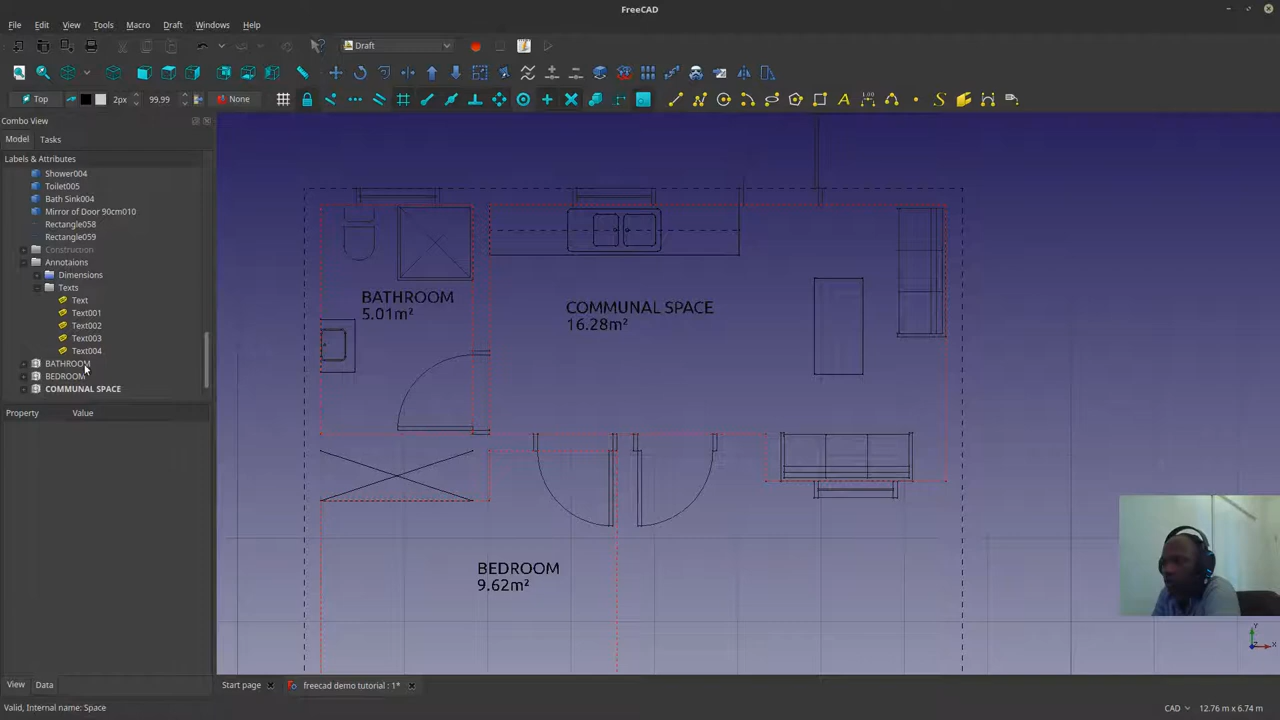 FreeCAD
File Edit View Tools Macro Draft Windows Help
Draft
Top 2px 99.99 None
Combo View
Model Tasks
Labels & Attributes
Shower004
Toilet005
Bath Sink004
Mirror of Door 90cm010
Rectangle058
Rectangle059
Construction
Annotaions
Dimensions
Texts
Text
Text001
Text002
Text003
Text004
BATHROOM
BEDROOM
COMMUNAL SPACE
Property Value
BATHROOM
5.01m²
COMMUNAL SPACE
16.28m²
BEDROOM
9.62m²
View Data
Start page freecad demo tutorial : 1*
Valid, Internal name: Space
CAD 12.76 m x 6.74 m